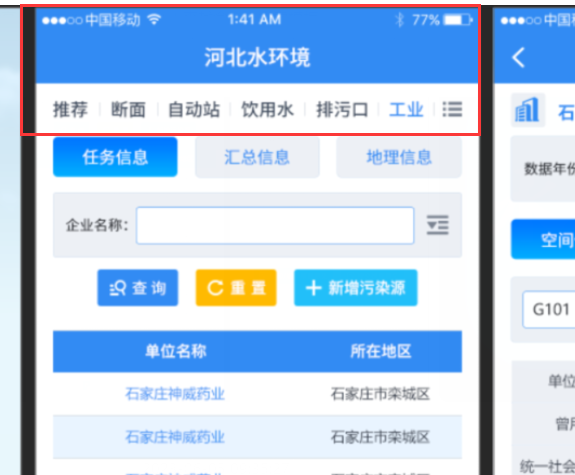 中国移动 1:41 AM 77%
河北水环境
推荐 断面 自动站 饮用水 排污口 工业
任务信息 汇总信息 地理信息
企业名称:
查询 重置 新增污染源
单位名称 所在地区
石家庄神威药业 石家庄市栾城区
石家庄神威药业 石家庄市栾城区
中国
石
数据年份
空间
G101
单位
曾用
统一社会